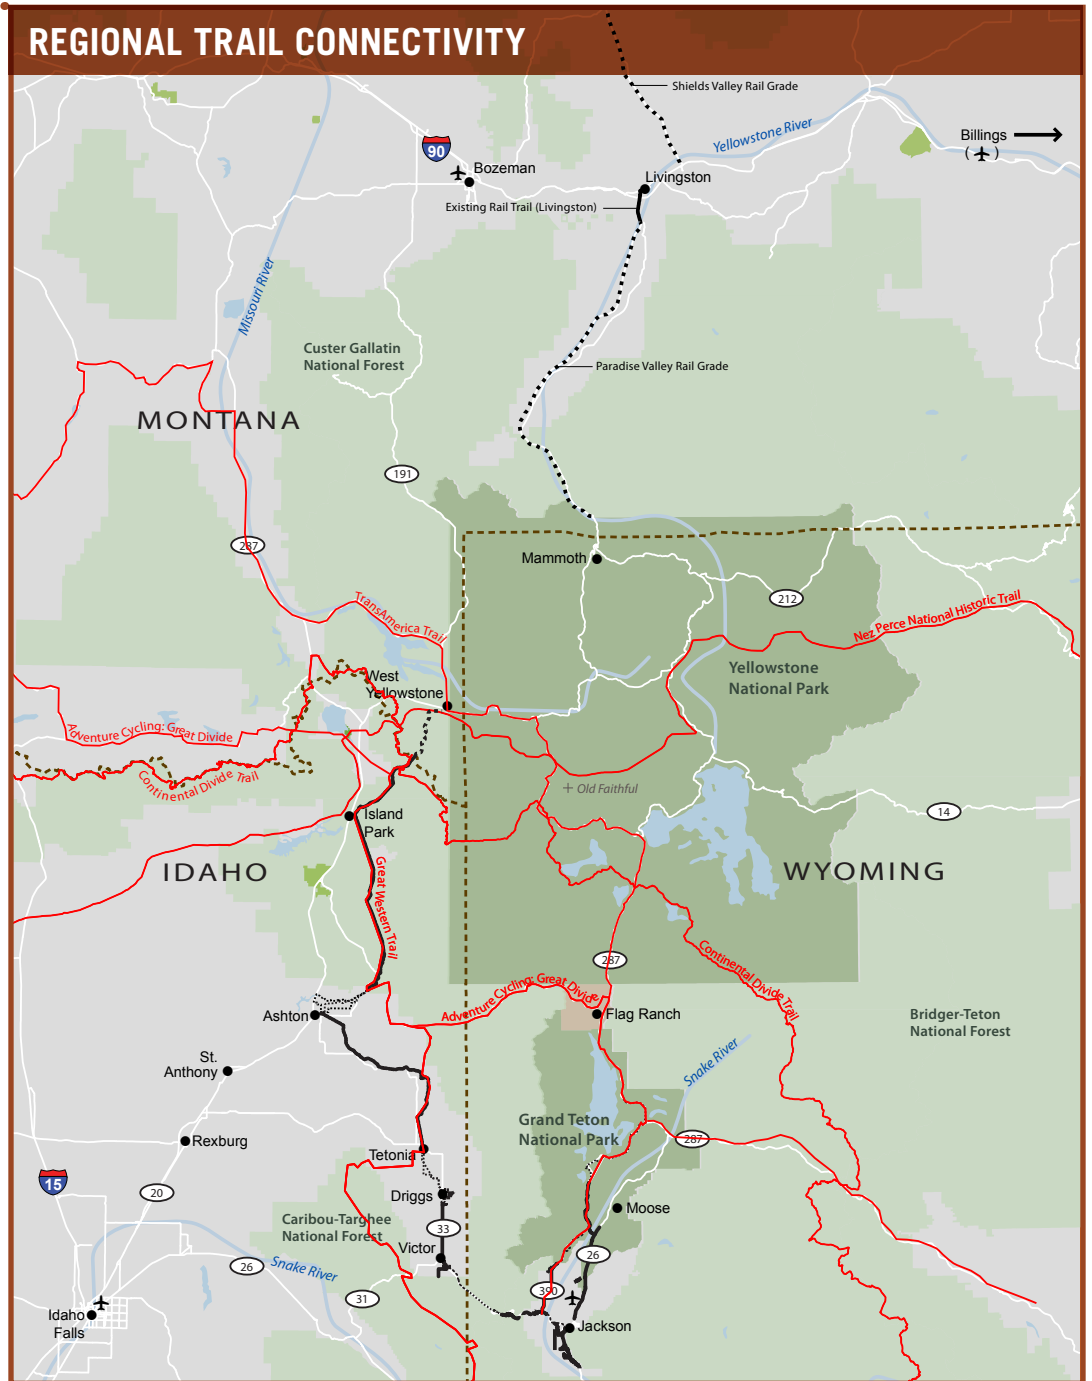 REGIONAL TRAIL CONNECTIVITY
Shields Valley Rail Grade
Yellowstone River
Billings
( )
90
Bozeman
Livingston
Existing Rail Trail (Livingston)
Missouri River
Custer Gallatin
National Forest
Paradise Valley Rail Grade
MONTANA
191
287
Mammoth
212
TransAmerica Trail
Nez Perce National Historic Trail
Yellowstone
National Park
West
Yellowstone
Adventure Cycling: Great Divide
Continental Divide Trail
Old Faithful
Island
Park
14
IDAHO
WYOMING
Great Western Trail
287
Continental Divide Trail
Adventure Cycling: Great Divide
Ashton
Flag Ranch
Bridger-Teton
National Forest
St.
Anthony
Snake River
Grand Teton
National Park
287
Rexburg
Tetonia
15
20
Driggs
Moose
Caribou-Targhee
National Forest
33
Victor
26
26
Snake River
390
31
Idaho
Falls
Jackson